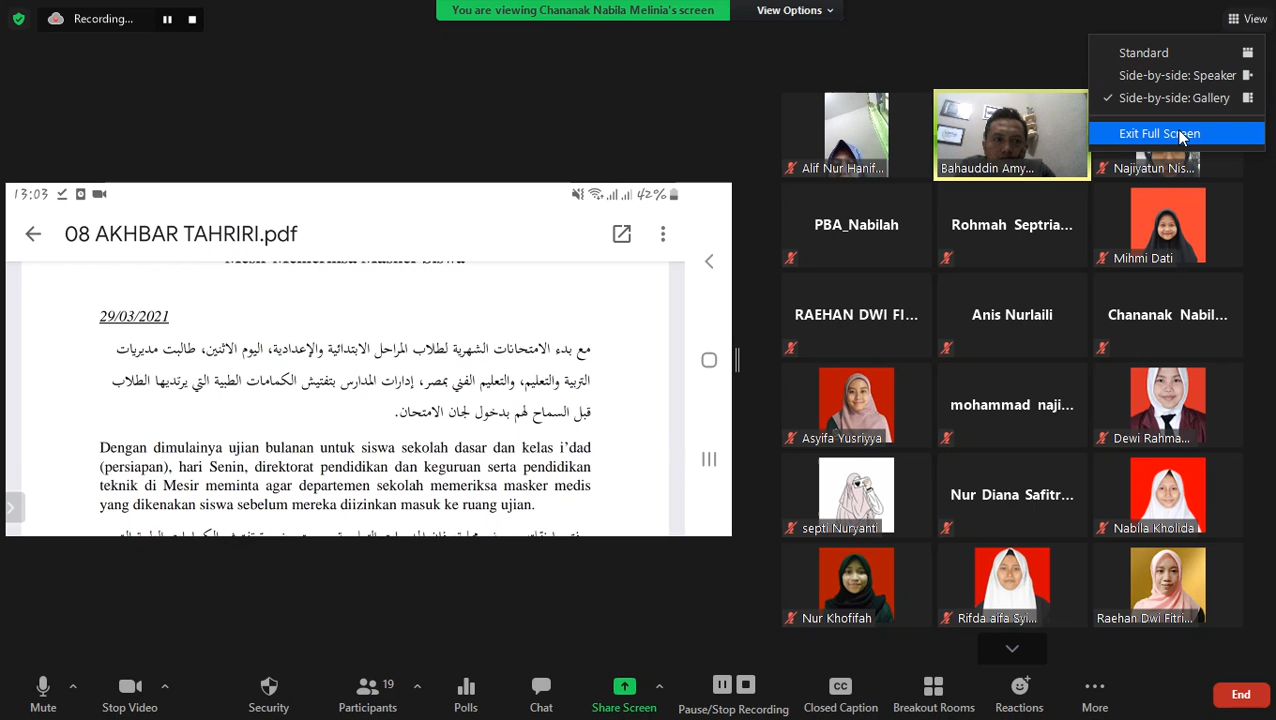 Recording...
You are viewing Chananak Nabila Melinia's screen
View Options
View
Standard
Side-by-side: Speaker
Side-by-side: Gallery
Exit Full Screen
Alif Nur Hanif...
Bahauddin Amy...
Najiyatun Nis...
PBA_Nabilah
Rohmah Septria...
Mihmi Dati
RAEHAN DWI FI...
Anis Nurlaili
Chananak Nabil...
Asyifa Yusriyya
mohammad naji...
Dewi Rahma...
septi Nuryanti
Nur Diana Safitr...
Nabila Kholida
Nur Khofifah
Rifda aifa Syi...
Raehan Dwi Fitri...
13:03
42%
08 AKHBAR TAHRIRI.pdf
Mesir Memeriksa Masker Siswa
29/03/2021
مع بدء الامتحانات الشهرية لطلاب المراحل الابتدائية والإعدادية، اليوم الاثنين، طالبت مديريات
التربية والتعليم، والتعليم الفني بمصر، إدارات المدارس بتفتيش الكمامات الطبية التي يرتديها الطلاب
قبل السماح لهم بدخول لجان الامتحان.
Dengan dimulainya ujian bulanan untuk siswa sekolah dasar dan kelas i’dad
(persiapan), hari Senin, direktorat pendidikan dan keguruan serta pendidikan
teknik di Mesir meminta agar departemen sekolah memeriksa masker medis
yang dikenakan siswa sebelum mereka diizinkan masuk ke ruang ujian.
Mute
Stop Video
Security
19
Participants
Polls
Chat
Share Screen
Pause/Stop Recording
CC
Closed Caption
Breakout Rooms
Reactions
More
End